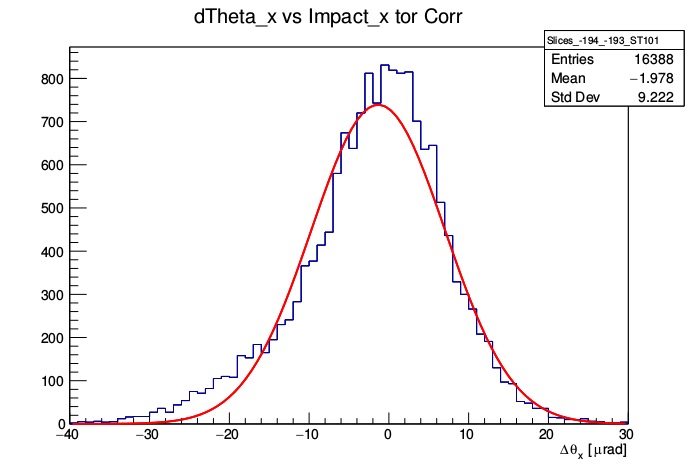 dTheta_x vs Impact_x tor Corr
Slices_-194_-193_ST101
Entries 16388
Mean −1.978
Std Dev 9.222
800
700
600
500
400
300
200
100
0
−40 −30 −20 −10 0 10 20 30
Δθx [μrad]